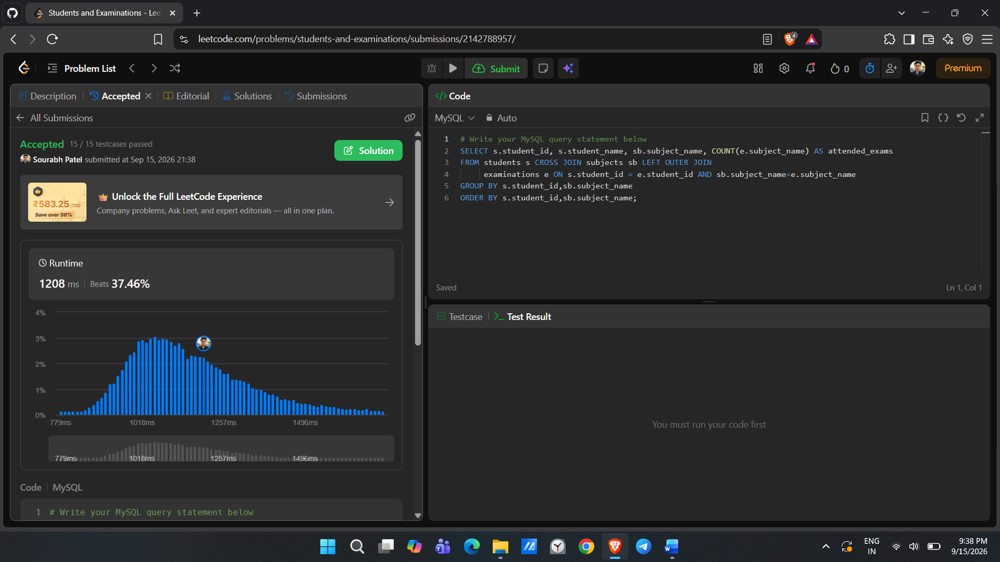 Students and Examinations - Lee
leetcode.com/problems/students-and-examinations/submissions/2142788957/
4
Problem List
Submit
0
Premium
Description
Accepted
Editorial
Solutions
Submissions
All Submissions
Accepted 15 / 15 testcases passed
Sourabh Patel submitted at Sep 15, 2026 21:38
Solution
₹583.25/mo
Save over 56%
Unlock the Full LeetCode Experience
Company problems, Ask Leet, and expert editorials — all in one plan.
Runtime
1208 ms Beats 37.46%
4%
3%
2%
1%
0%
779ms 1018ms 1257ms 1496ms
779ms 1018ms 1257ms 1496ms
Code MySQL
1 # Write your MySQL query statement below
</> Code
MySQL Auto
1 # Write your MySQL query statement below
2 SELECT s.student_id, s.student_name, sb.subject_name, COUNT(e.subject_name) AS attended_exams
3 FROM students s CROSS JOIN subjects sb LEFT OUTER JOIN
4 examinations e ON s.student_id = e.student_id AND sb.subject_name=e.subject_name
5 GROUP BY s.student_id,sb.subject_name
6 ORDER BY s.student_id,sb.subject_name;
Saved
Ln 1, Col 1
Testcase
Test Result
You must run your code first
ENG
IN
9:38 PM
9/15/2026